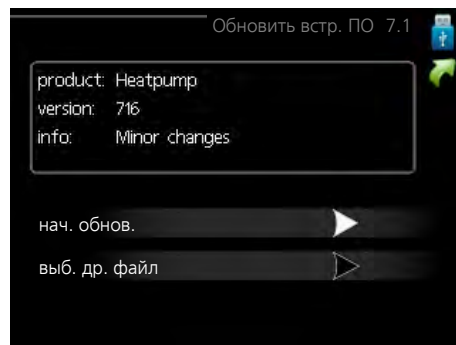 Обновить встр. ПО 7.1
product: Heatpump
version: 716
info: Minor changes
нач. обнов.
выб. др. файл